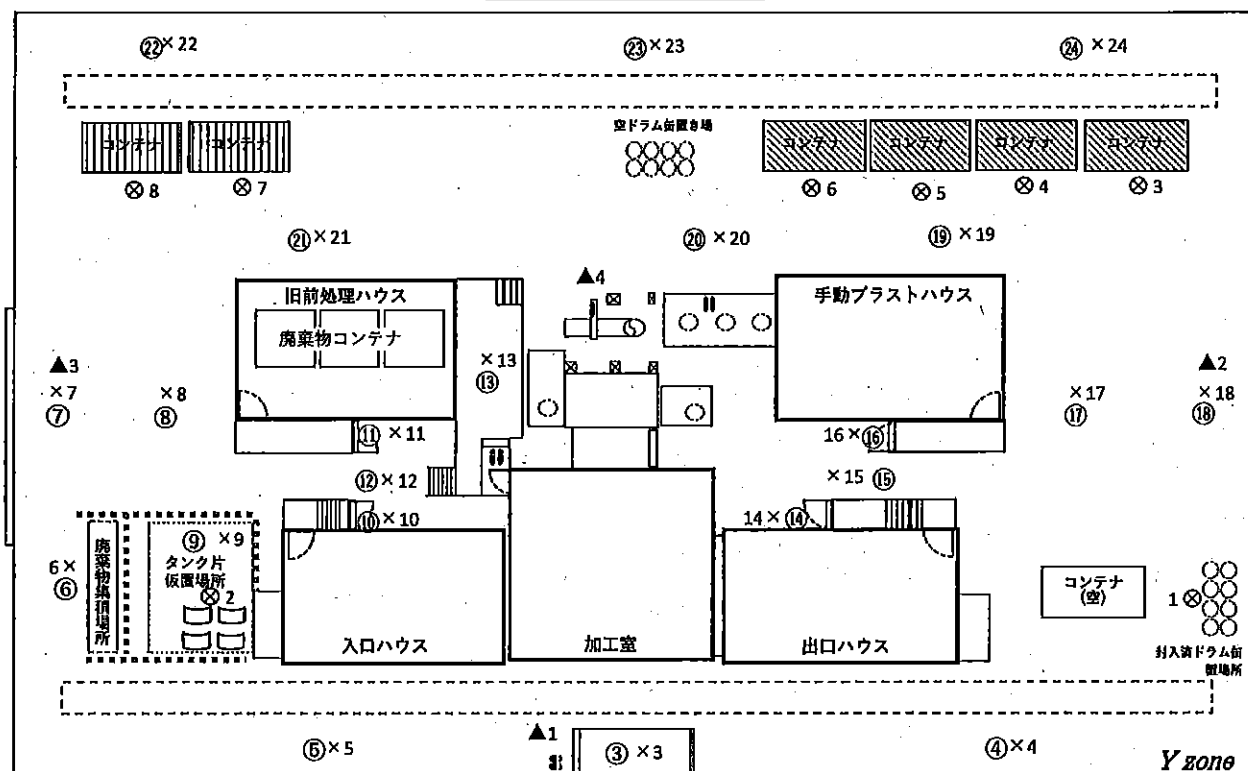 ㉒×22
㉓×23
㉔×24
コンテナ
コンテナ
空ドラム缶置き場
コンテナ
コンテナ
コンテナ
コンテナ
⊗8
⊗7
⊗6
⊗5
⊗4
⊗3
㉑×21
⑳×20
⑲×19
▲4
旧前処理ハウス
手動ブラストハウス
廃棄物コンテナ
▲3
×7
⑦
×8
⑧
×13
⑬
×17
⑰
▲2
×18
⑱
⑪×11
16×⑯
⑫×12
×15⑮
⑩×10
14×⑭
6×
⑥
廃棄物集積場所
⑨×9
タンク片
仮置場所
⊗2
コンテナ
(空)
1⊗
入口ハウス
加工室
出口ハウス
封入済ドラム缶
置場所
⑤×5
▲1
③×3
④×4
Y zone